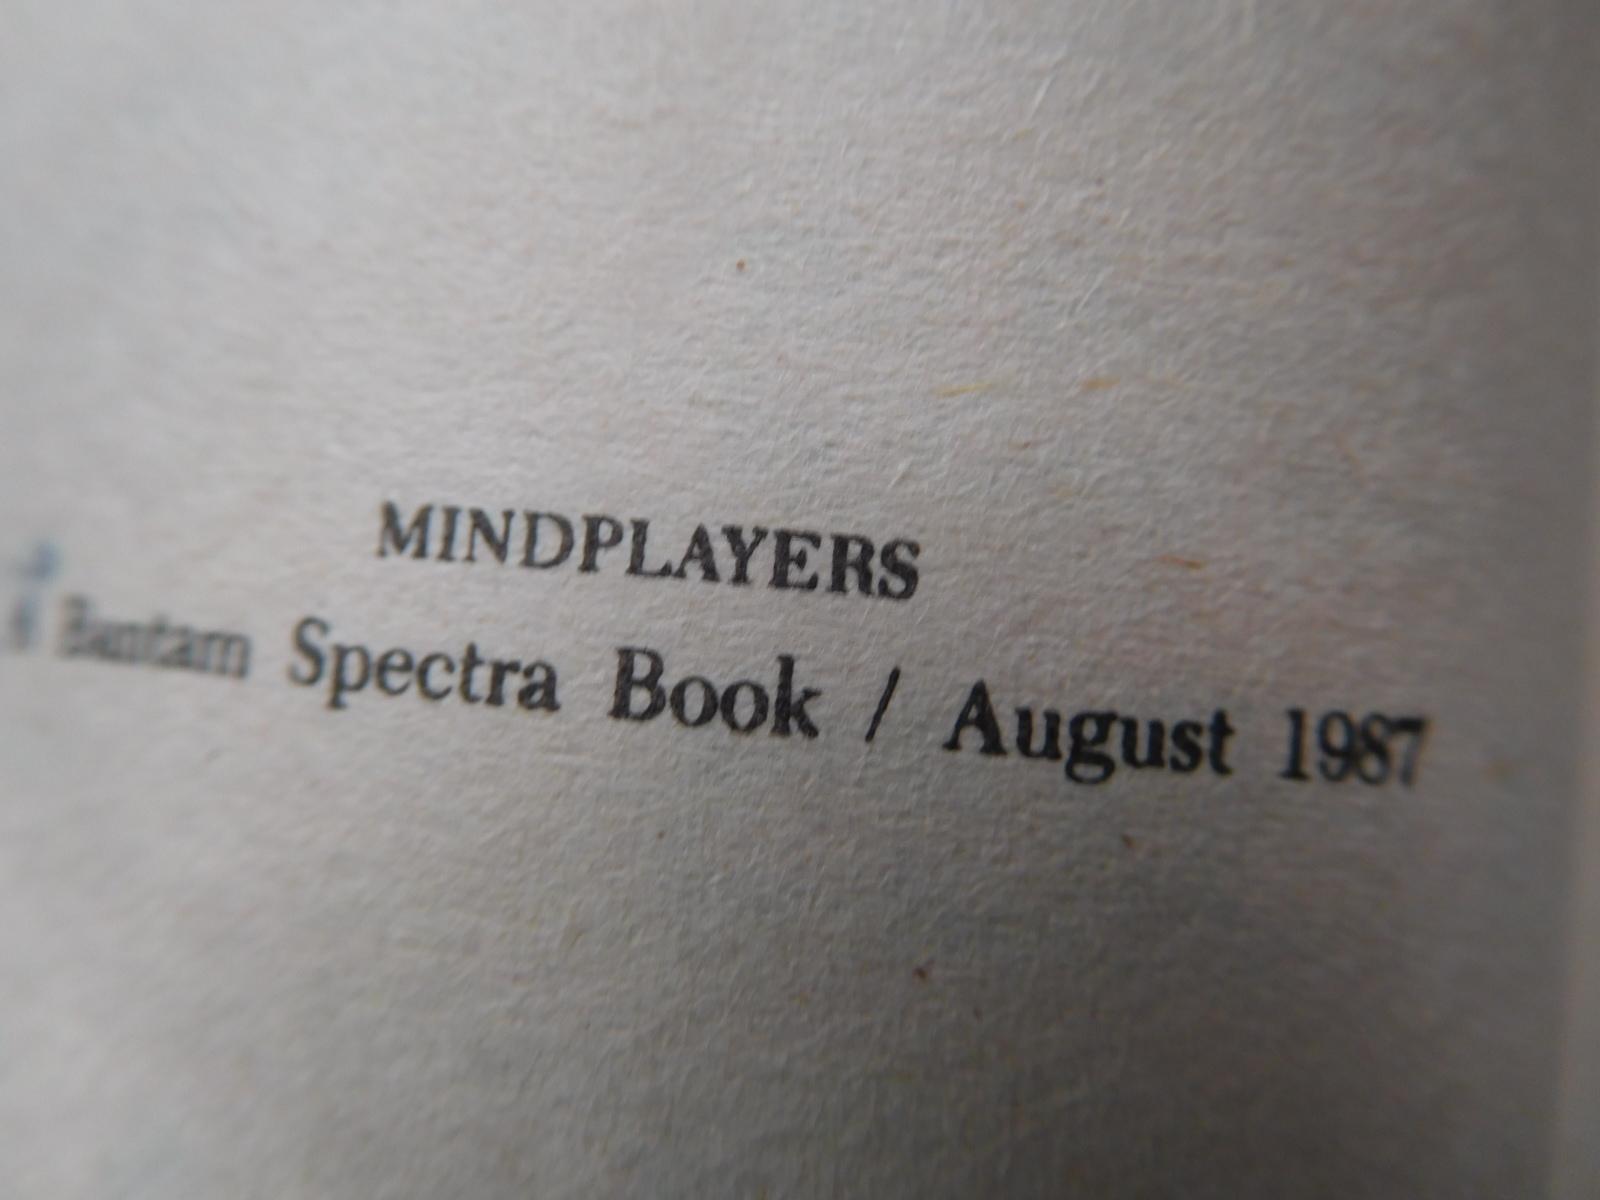 MINDPLAYERS
A Bantam Spectra Book / August 1987